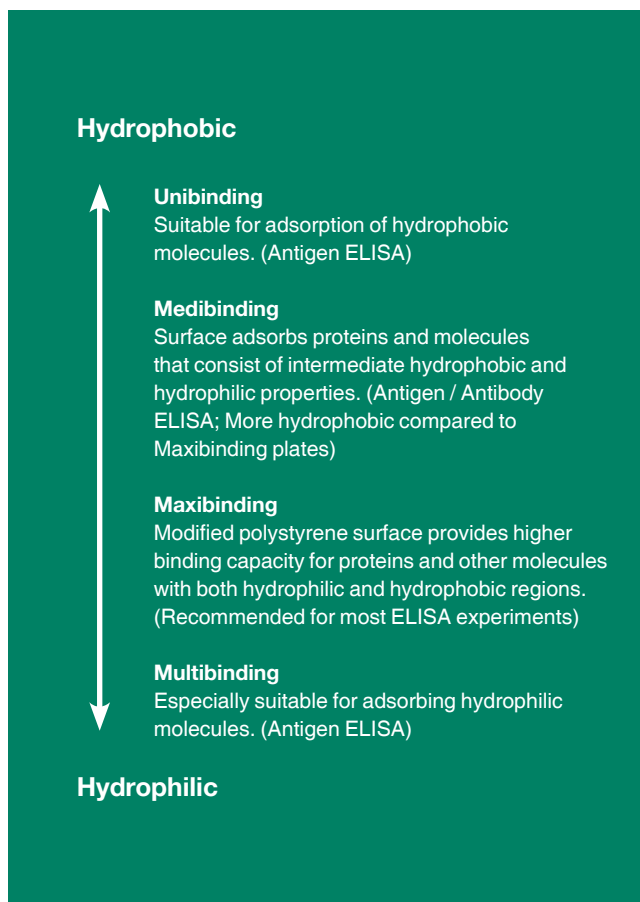 Hydrophobic
Unibinding
Suitable for adsorption of hydrophobic
molecules. (Antigen ELISA)
Medibinding
Surface adsorbs proteins and molecules
that consist of intermediate hydrophobic and
hydrophilic properties. (Antigen / Antibody
ELISA; More hydrophobic compared to
Maxibinding plates)
Maxibinding
Modified polystyrene surface provides higher
binding capacity for proteins and other molecules
with both hydrophilic and hydrophobic regions.
(Recommended for most ELISA experiments)
Multibinding
Especially suitable for adsorbing hydrophilic
molecules. (Antigen ELISA)
Hydrophilic